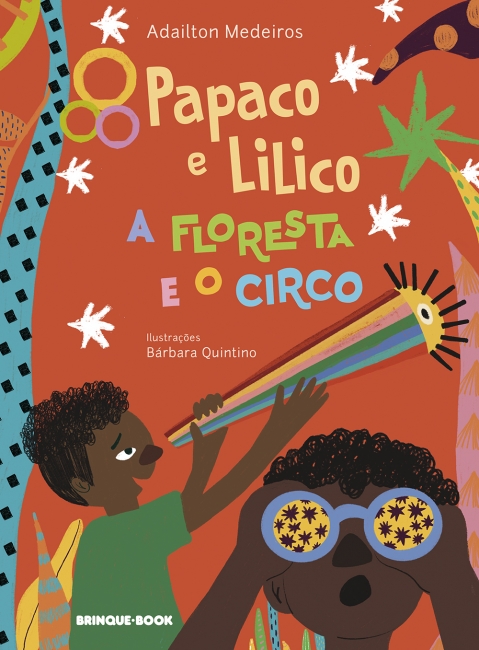 Adailton Medeiros
Papaco
e Lilico
A FLORESTA
E O CIRCO
Ilustrações
Bárbara Quintino
BRINQUE-BOOK